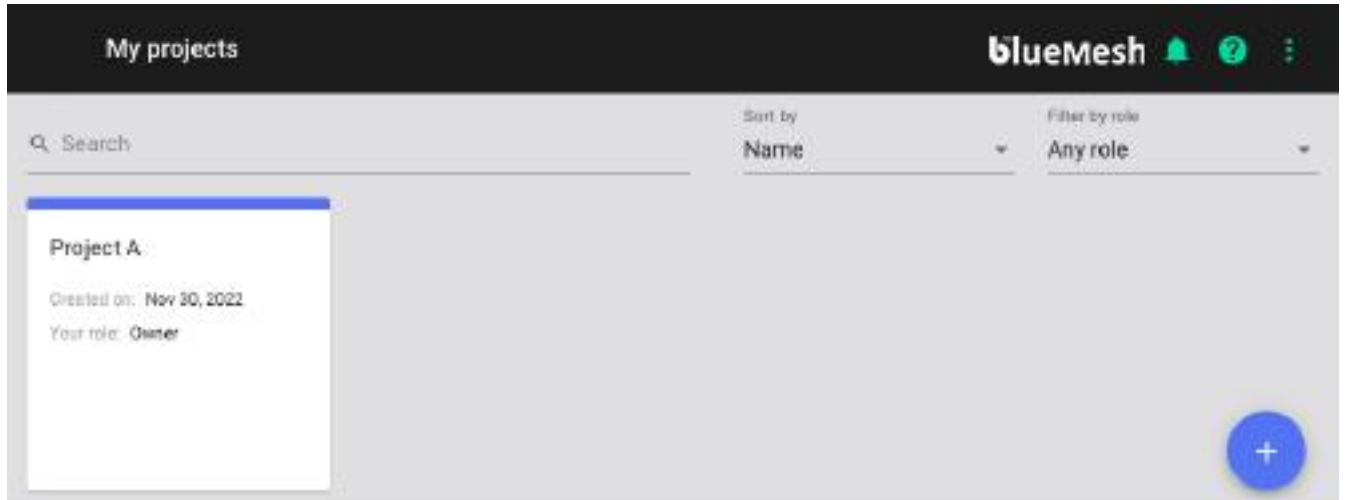 My projects
blueMesh
Search
Sort by
Name
Filter by role
Any role
Project A
Created on: Nov 30, 2022
Your role: Owner